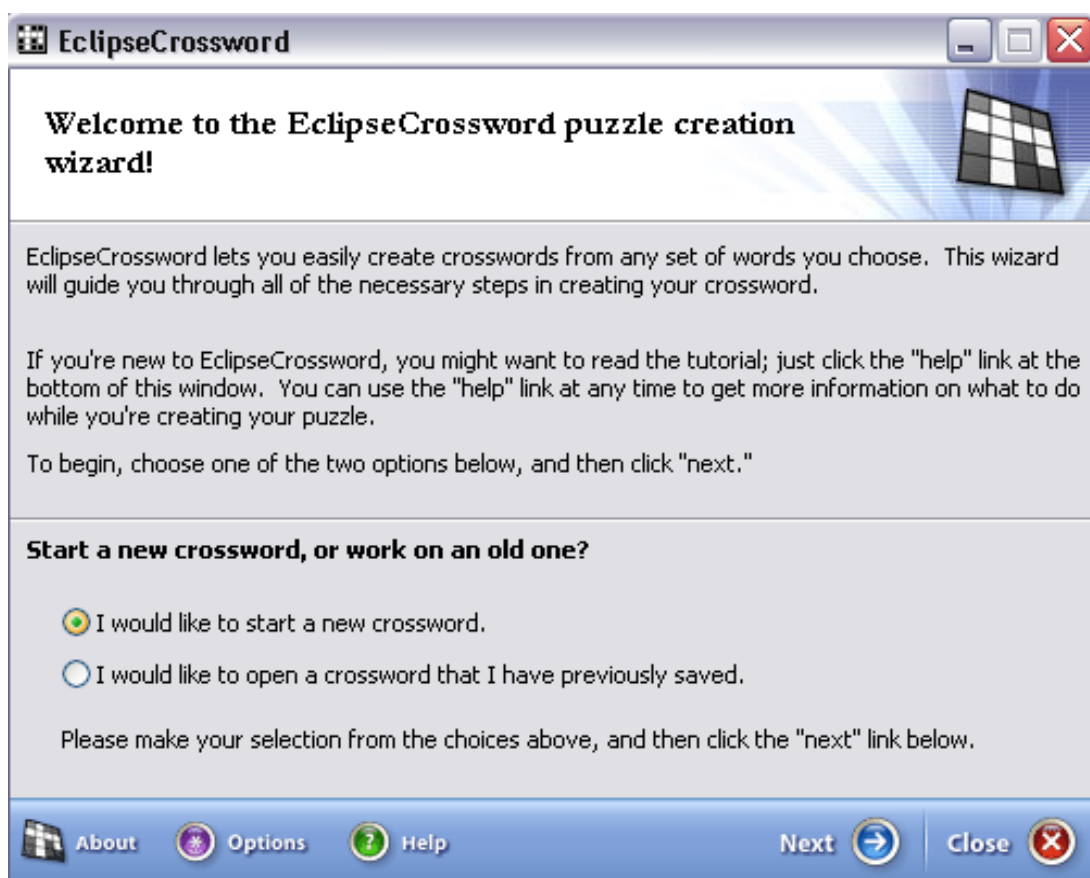 EclipseCrossword
Welcome to the EclipseCrossword puzzle creation
wizard!
EclipseCrossword lets you easily create crosswords from any set of words you choose.  This wizard
will guide you through all of the necessary steps in creating your crossword.
If you're new to EclipseCrossword, you might want to read the tutorial; just click the "help" link at the
bottom of this window.  You can use the "help" link at any time to get more information on what to do
while you're creating your puzzle.
To begin, choose one of the two options below, and then click "next."
Start a new crossword, or work on an old one?
I would like to start a new crossword.
I would like to open a crossword that I have previously saved.
Please make your selection from the choices above, and then click the "next" link below.
About Options Help Next Close